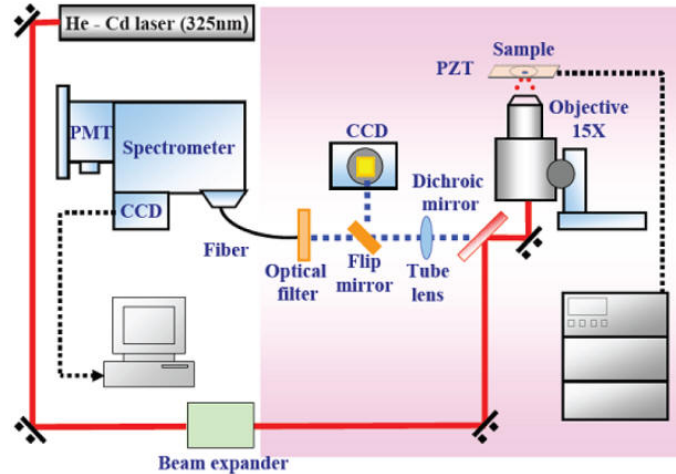 He - Cd laser (325nm)
Sample
PZT
Objective
15X
PMT
Spectrometer
CCD
CCD
Dichroic
mirror
Fiber
Optical
filter
Flip
mirror
Tube
lens
Beam expander